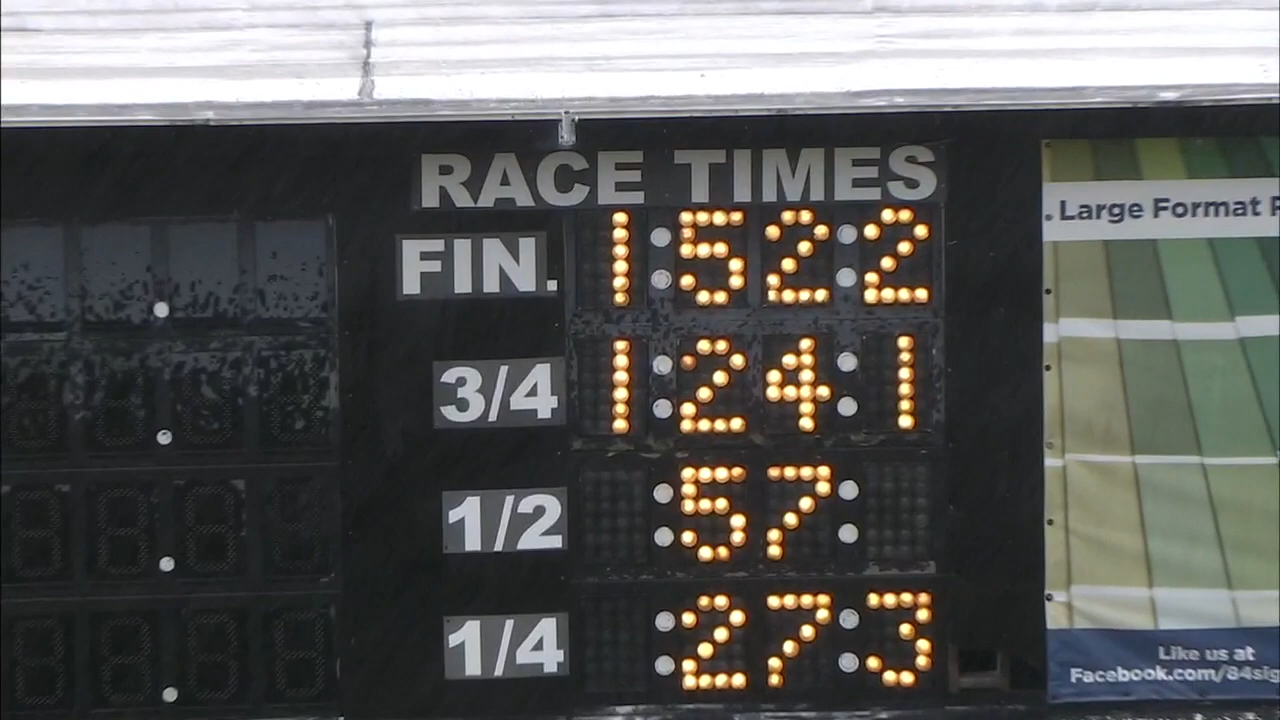 RACE TIMES
FIN. 1:52:2
3/4 1:24:1
1/2 :57:
1/4 :27:3
. Large Format
Like us at
Facebook.com/84sig